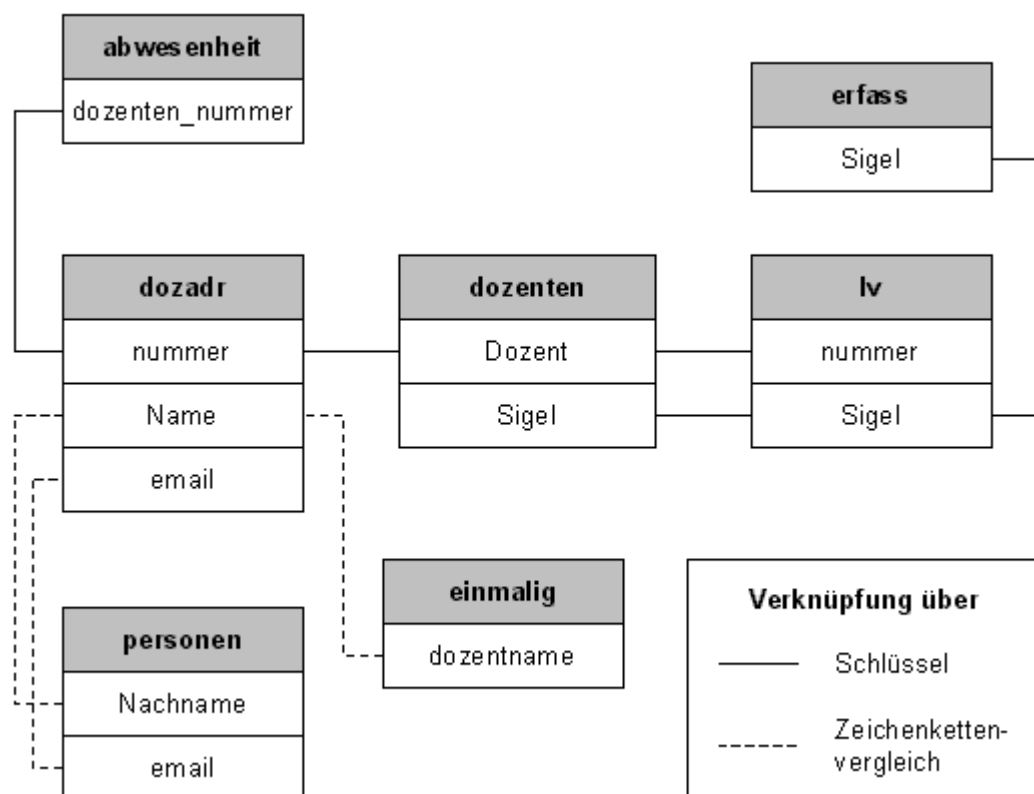 abwesenheit
dozenten_nummer
erfass
Sigel
dozadr
nummer
Name
email
dozenten
Dozent
Sigel
lv
nummer
Sigel
einmalig
dozentname
personen
Nachname
email
Verknüpfung über
Schlüssel
Zeichenketten-
vergleich